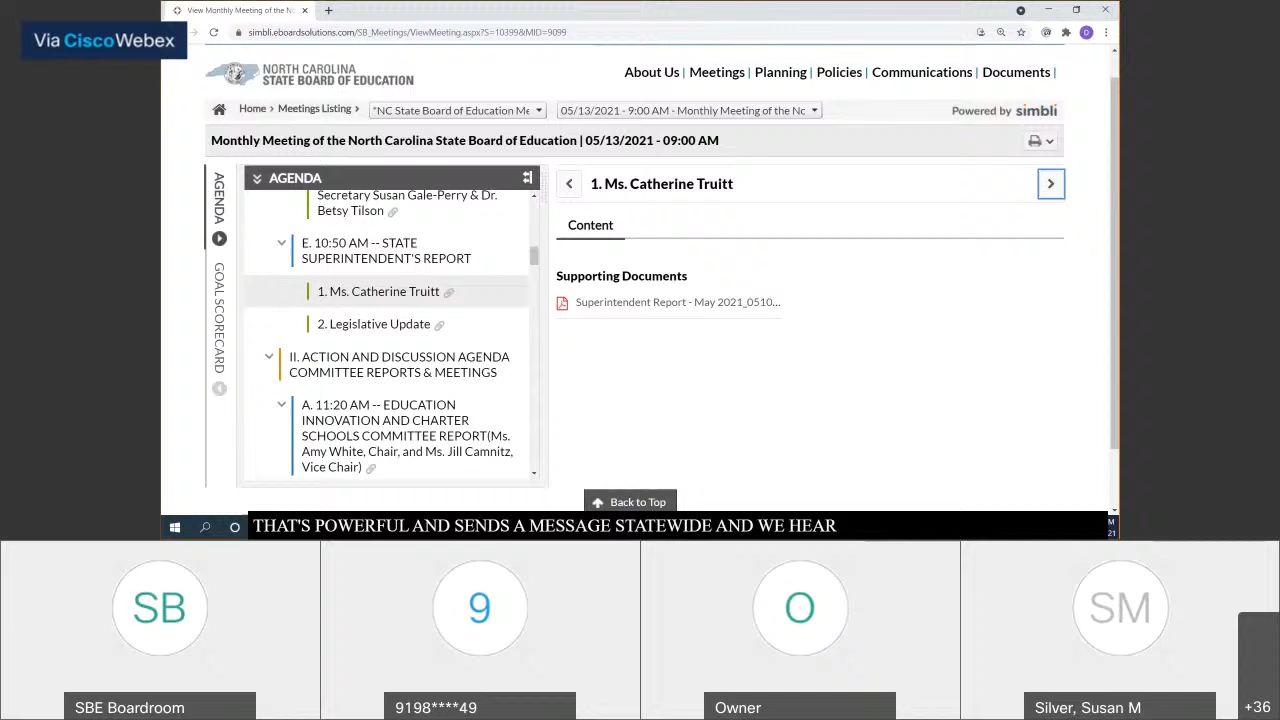 View Monthly Meeting of the No
Via CiscoWebex
simbli.eboardsolutions.com/SB_Meetings/ViewMeeting.aspx?S=10399&MID=9099
D
NORTH CAROLINA
STATE BOARD OF EDUCATION
About Us | Meetings | Planning | Policies | Communications | Documents |
Home > Meetings Listing >
*NC State Board of Education Me
05/13/2021 - 9:00 AM - Monthly Meeting of the Nc
Powered by simbli
Monthly Meeting of the North Carolina State Board of Education | 05/13/2021 - 09:00 AM
AGENDA
GOAL SCORECARD
AGENDA
Secretary Susan Gale-Perry & Dr.
Betsy Tilson
E. 10:50 AM -- STATE
SUPERINTENDENT'S REPORT
1. Ms. Catherine Truitt
2. Legislative Update
II. ACTION AND DISCUSSION AGENDA
COMMITTEE REPORTS & MEETINGS
A. 11:20 AM -- EDUCATION
INNOVATION AND CHARTER
SCHOOLS COMMITTEE REPORT(Ms.
Amy White, Chair, and Ms. Jill Camnitz,
Vice Chair)
1. Ms. Catherine Truitt
Content
Supporting Documents
Superintendent Report - May 2021_0510...
Back to Top
THAT'S POWERFUL AND SENDS A MESSAGE STATEWIDE AND WE HEAR
M
21
SB
9
O
SM
SBE Boardroom
9198****49
Owner
Silver, Susan M
+36